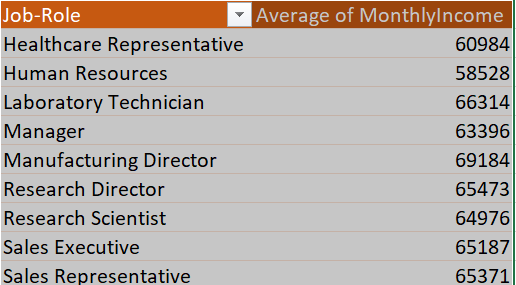 Job-Role Average of MonthlyIncome
Healthcare Representative 60984
Human Resources 58528
Laboratory Technician 66314
Manager 63396
Manufacturing Director 69184
Research Director 65473
Research Scientist 64976
Sales Executive 65187
Sales Representative 65371